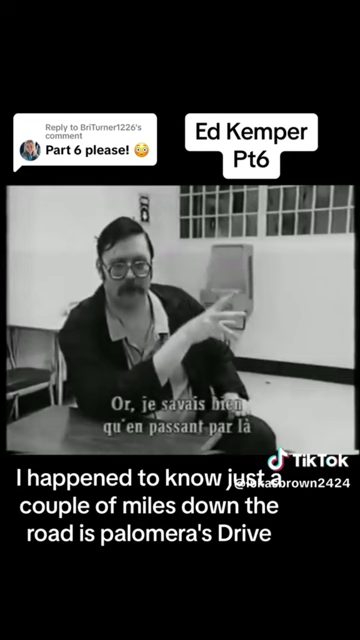 Reply to BriTurner1226's
comment
Part 6 please! 😳
Ed Kemper
Pt6
Or, je savais bien
qu'en passant par là
TikTok
I happened to know just a
couple of miles down the
road is palomera's Drive